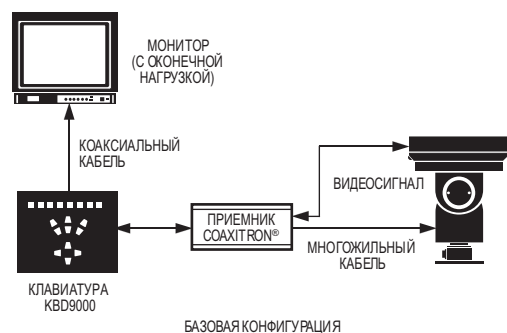 МОНИТОР
(С ОКОНЕЧНОЙ
НАГРУЗКОЙ)
КОАКСИАЛЬНЫЙ
КАБЕЛЬ
ВИДЕОСИГНАЛ
ПРИЕМНИК
COAXITRON®
МНОГОЖИЛЬНЫЙ
КАБЕЛЬ
КЛАВИАТУРА
KBD9000
БАЗОВАЯ КОНФИГУРАЦИЯ